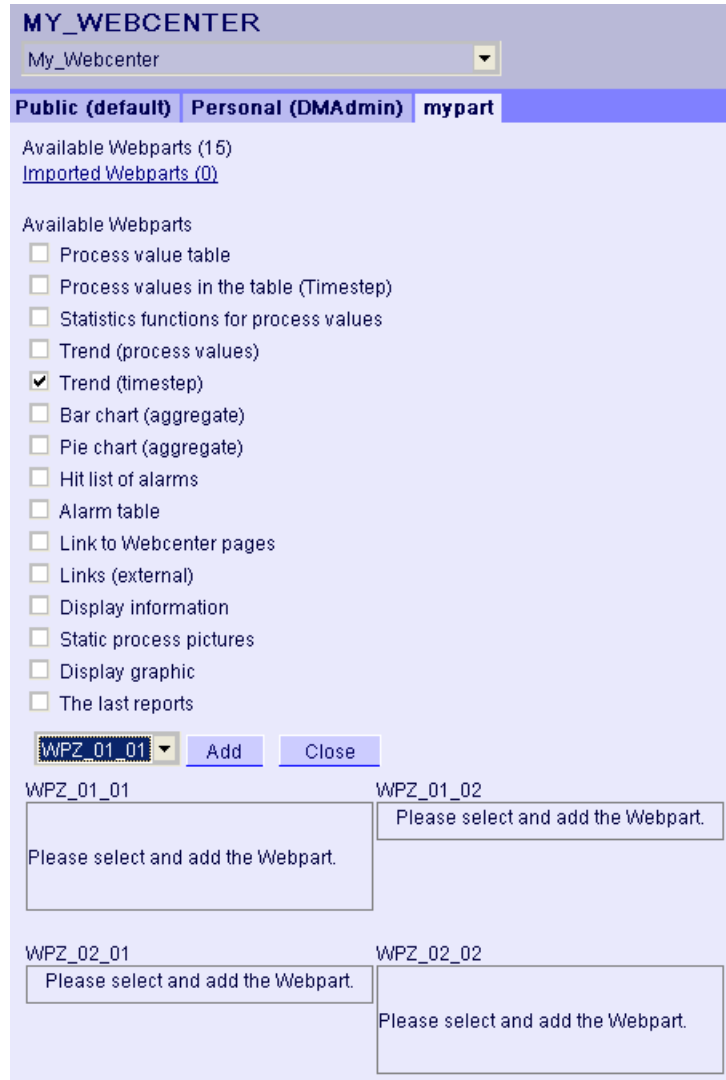 MY_WEBCENTER
My_Webcenter
Public (default) Personal (DMAdmin) mypart
Available Webparts (15)
Imported Webparts (0)
Available Webparts
Process value table
Process values in the table (Timestep)
Statistics functions for process values
Trend (process values)
Trend (timestep)
Bar chart (aggregate)
Pie chart (aggregate)
Hit list of alarms
Alarm table
Link to Webcenter pages
Links (external)
Display information
Static process pictures
Display graphic
The last reports
WPZ_01_01 Add Close
WPZ_01_01 WPZ_01_02
Please select and add the Webpart.
Please select and add the Webpart.
WPZ_02_01 WPZ_02_02
Please select and add the Webpart.
Please select and add the Webpart.